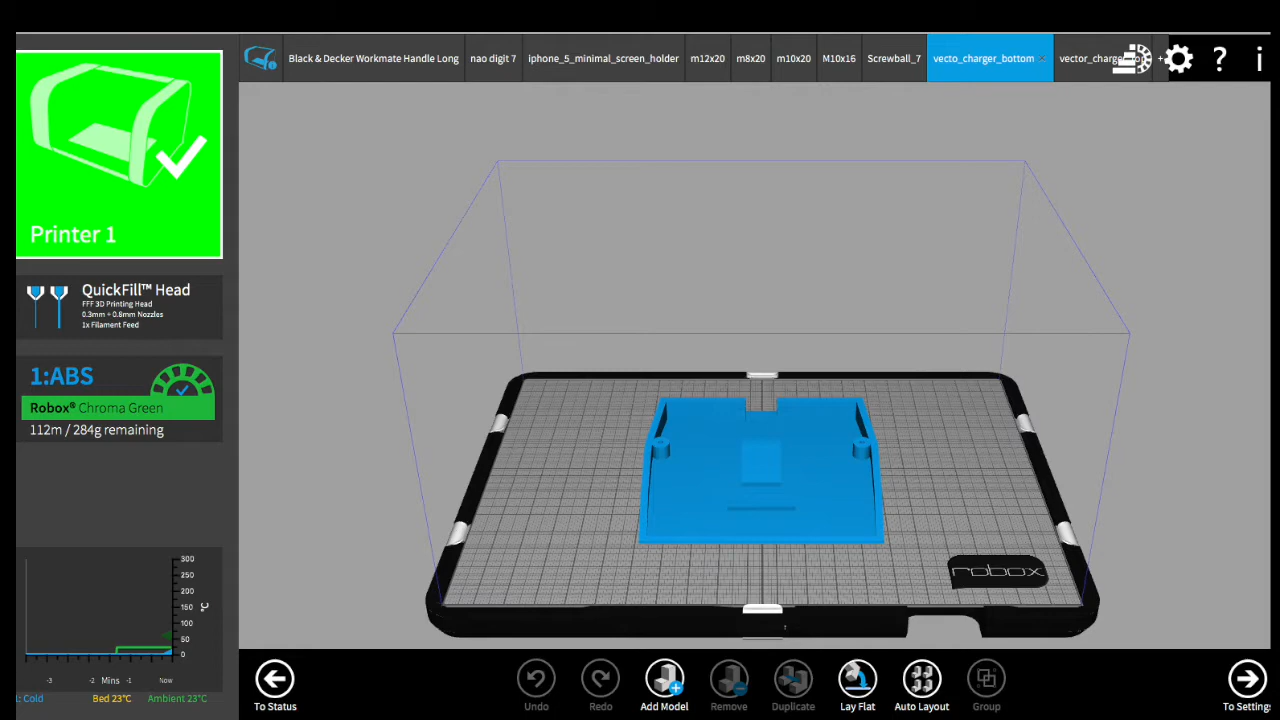 Black & Decker Workmate Handle Long
nao digit 7
iphone_5_minimal_screen_holder
m12x20
m8x20
m10x20
M10x16
Screwball_7
vecto_charger_bottom ×
vector_charge
+
?
i
Printer 1
QuickFill™ Head
FFF 3D Printing Head
0.3mm + 0.8mm Nozzles
1x Filament Feed
1:ABS
Robox® Chroma Green
112m / 284g remaining
300
250
200
150
100
50
0
°C
-3
-2
Mins
-1
Now
1: Cold
Bed 23°C
Ambient 23°C
robox
To Status
Undo
Redo
Add Model
Remove
Duplicate
Lay Flat
Auto Layout
Group
To Settings